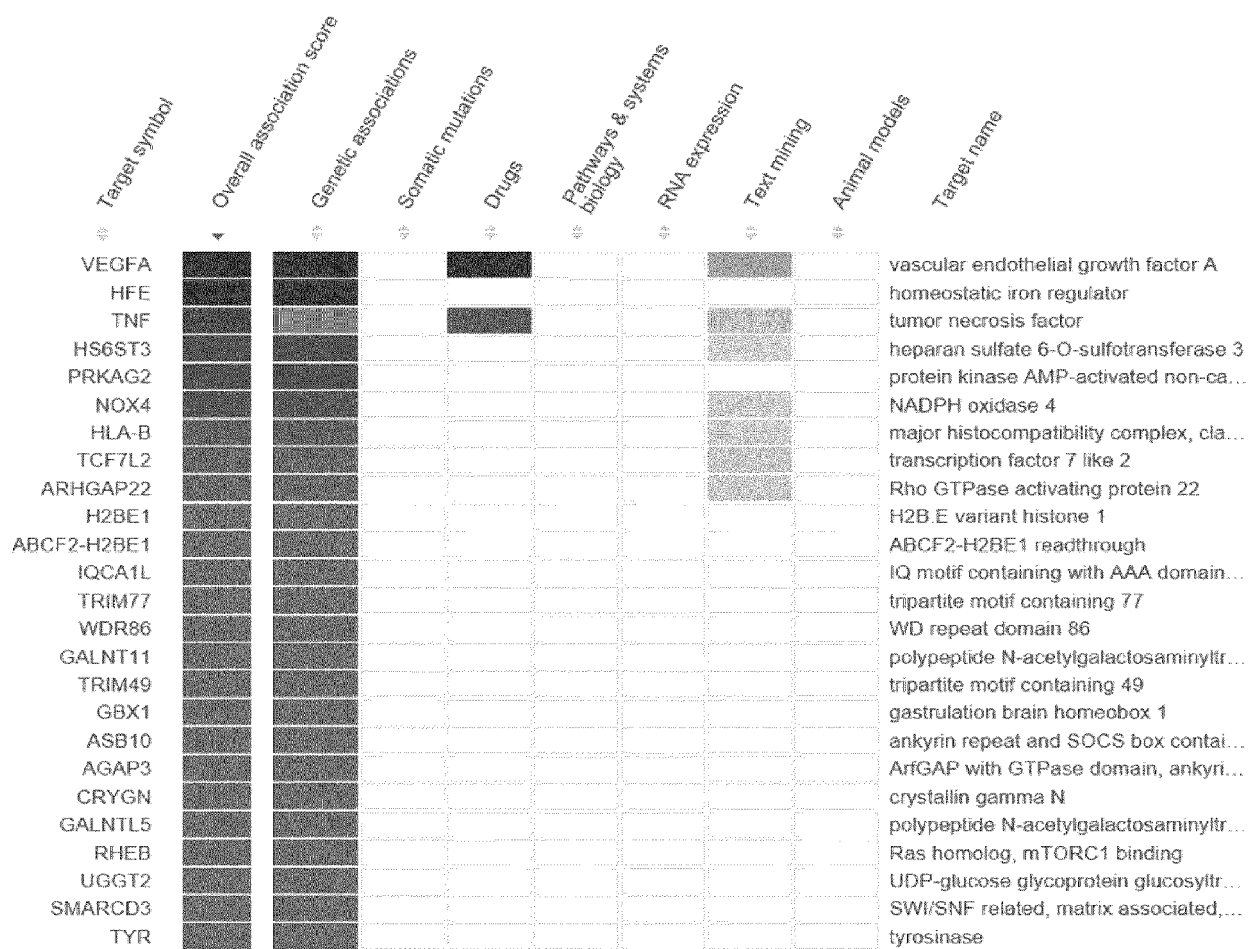 Target symbol
Overall association score
Genetic associations
Somatic mutations
Drugs
Pathways & systems
biology
RNA expression
Text mining
Animal models
Target name
VEGFA vascular endothelial growth factor A
HFE homeostatic iron regulator
TNF tumor necrosis factor
HS6ST3 heparan sulfate 6-O-sulfotransferase 3
PRKAG2 protein kinase AMP-activated non-ca...
NOX4 NADPH oxidase 4
HLA-B major histocompatibility complex, cla...
TCF7L2 transcription factor 7 like 2
ARHGAP22 Rho GTPase activating protein 22
H2BE1 H2B.E variant histone 1
ABCF2-H2BE1 ABCF2-H2BE1 readthrough
IQCA1L IQ motif containing with AAA domain...
TRIM77 tripartite motif containing 77
WDR86 WD repeat domain 86
GALNT11 polypeptide N-acetylgalactosaminyltr...
TRIM49 tripartite motif containing 49
GBX1 gastrulation brain homeobox 1
ASB10 ankyrin repeat and SOCS box contai...
AGAP3 ArfGAP with GTPase domain, ankyri...
CRYGN crystallin gamma N
GALNTL5 polypeptide N-acetylgalactosaminyltr...
RHEB Ras homolog, mTORC1 binding
UGGT2 UDP-glucose glycoprotein glucosyltr...
SMARCD3 SWI/SNF related, matrix associated,...
TYR tyrosinase